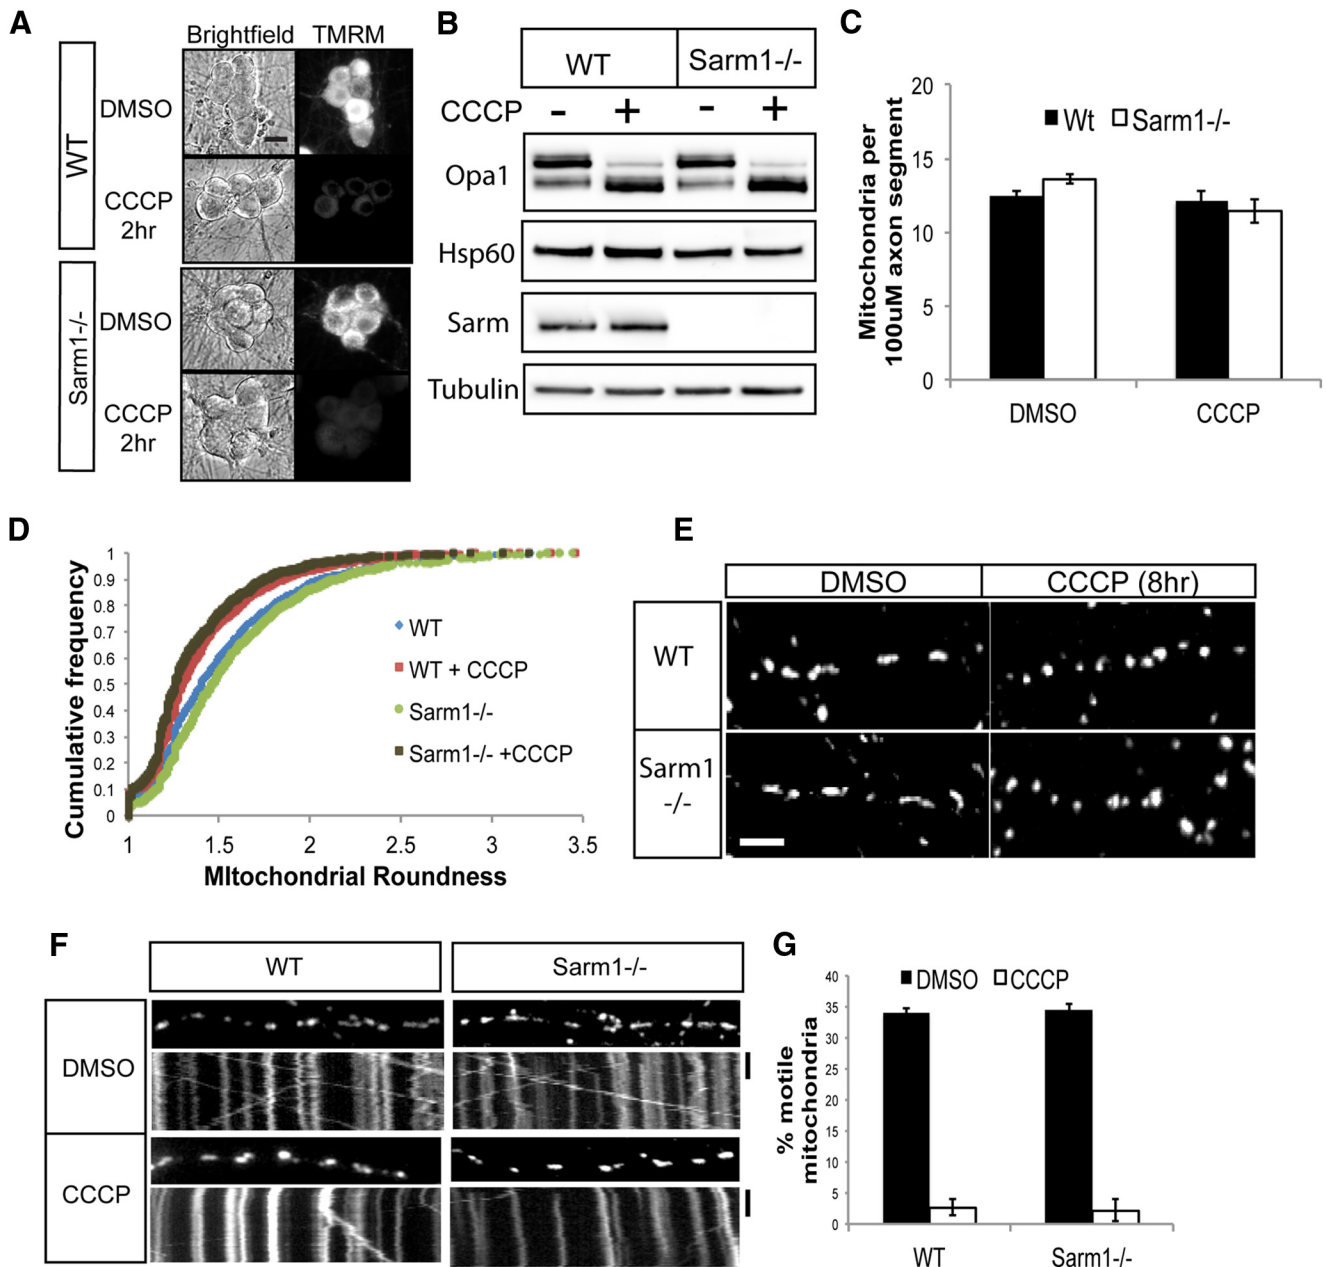 A
Brightfield TMRM
WT
DMSO
CCCP
2hr
Sarm1-/-
DMSO
CCCP
2hr
B
WT Sarm1-/-
CCCP - + - +
Opa1
Hsp60
Sarm
Tubulin
C
Mitochondria per
100uM axon segment
20
15
10
5
0
Wt Sarm1-/-
DMSO CCCP
D
Cumulative frequency
1
0.9
0.8
0.7
0.6
0.5
0.4
0.3
0.2
0.1
0
WT
WT + CCCP
Sarm1-/-
Sarm1-/- +CCCP
1 1.5 2 2.5 3 3.5
MItochondrial Roundness
E
DMSO CCCP (8hr)
WT
Sarm1
-/-
F
WT Sarm1-/-
DMSO
CCCP
G
% motile
mitochondria
40
35
30
25
20
15
10
5
0
DMSO CCCP
WT Sarm1-/-